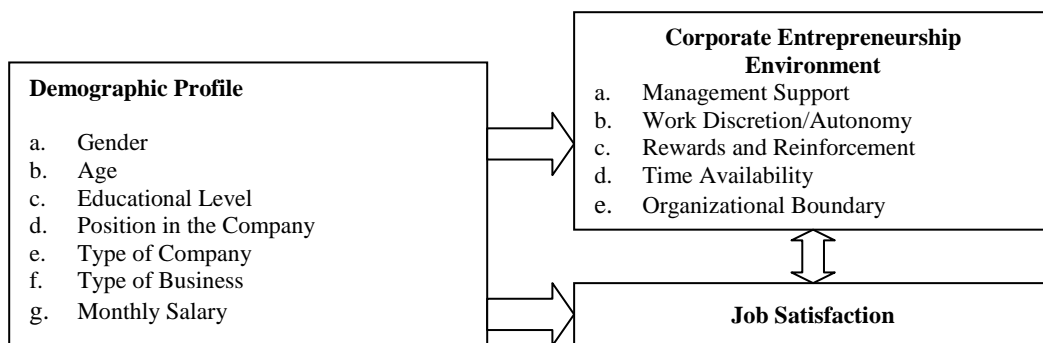 Demographic Profile
a. Gender
b. Age
c. Educational Level
d. Position in the Company
e. Type of Company
f. Type of Business
g. Monthly Salary
Corporate Entrepreneurship
Environment
a. Management Support
b. Work Discretion/Autonomy
c. Rewards and Reinforcement
d. Time Availability
e. Organizational Boundary
Job Satisfaction